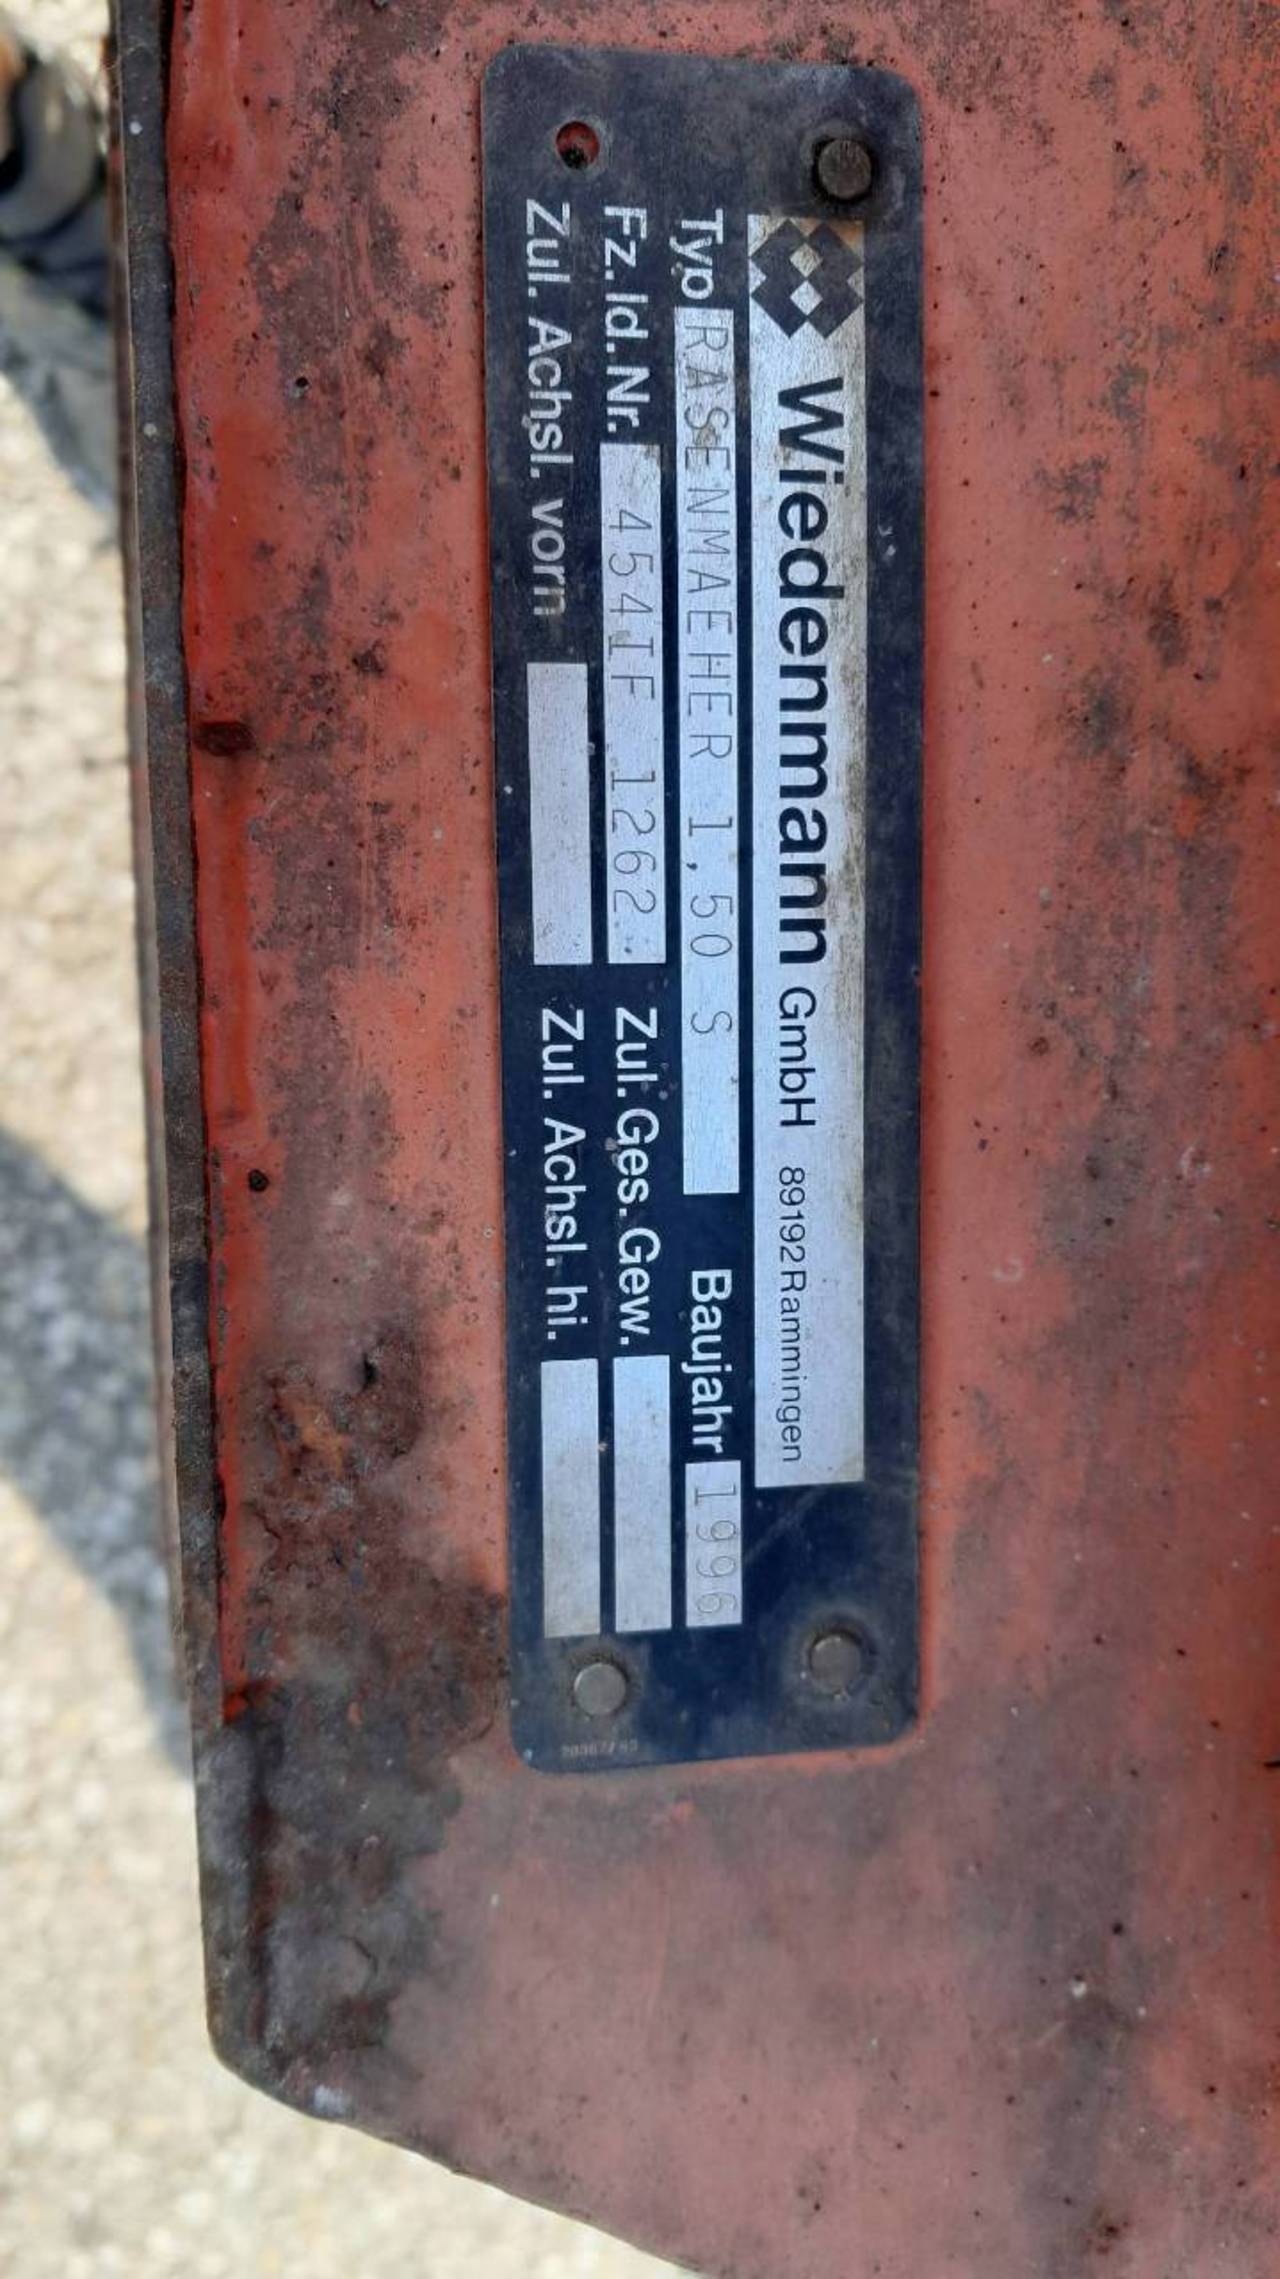 Wiedenmann GmbH 89192 Rammingen
Typ RASENMAEHER 1,50 S Baujahr 1996
Fz.Id.Nr. 454IF 1262 Zul. Ges. Gew.
Zul. Achsl. vorn Zul. Achsl. hi.